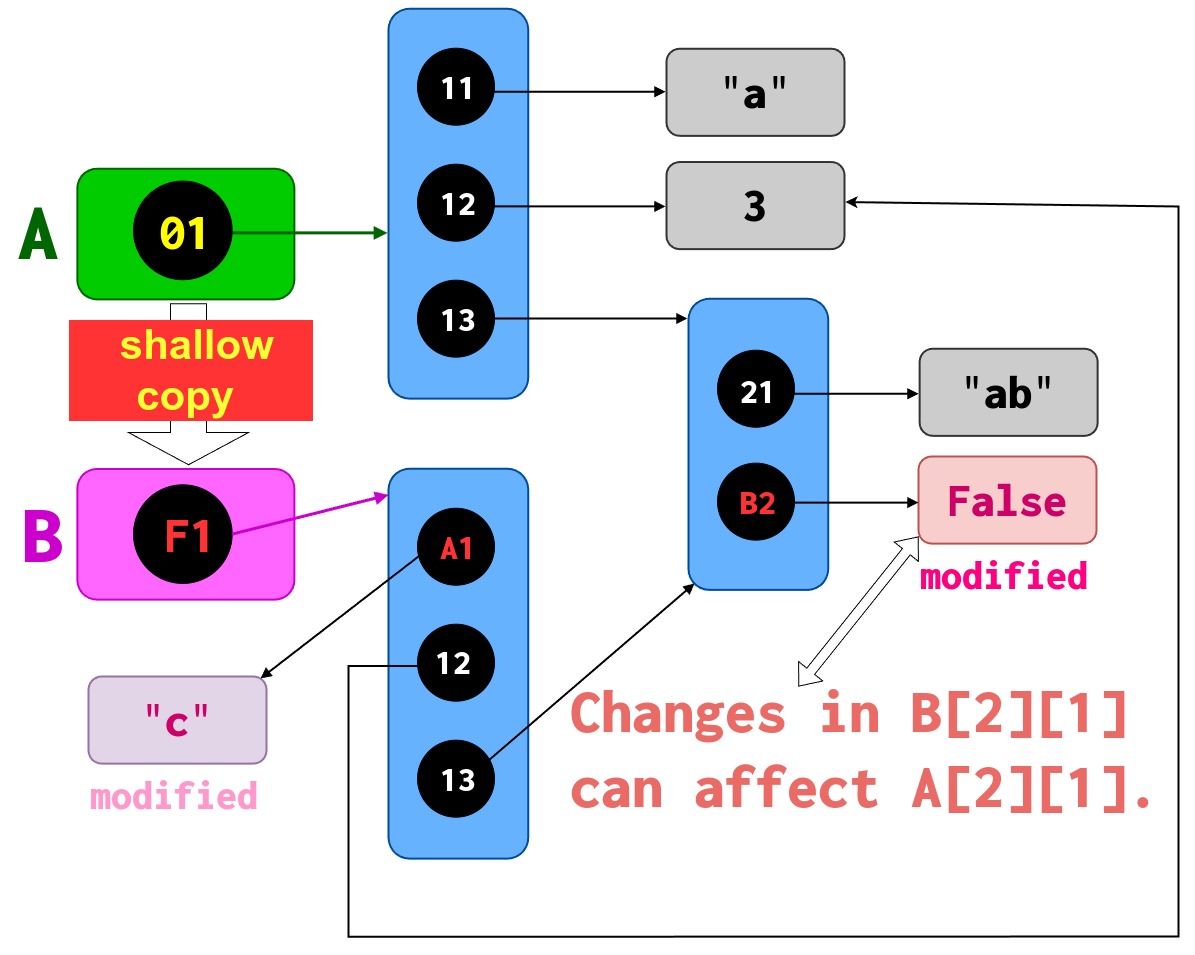 11
"a"
12
3
A
01
13
shallow
copy
21
"ab"
B2
False
modified
B
F1
A1
12
"c"
modified
13
Changes in B[2][1]
can affect A[2][1].